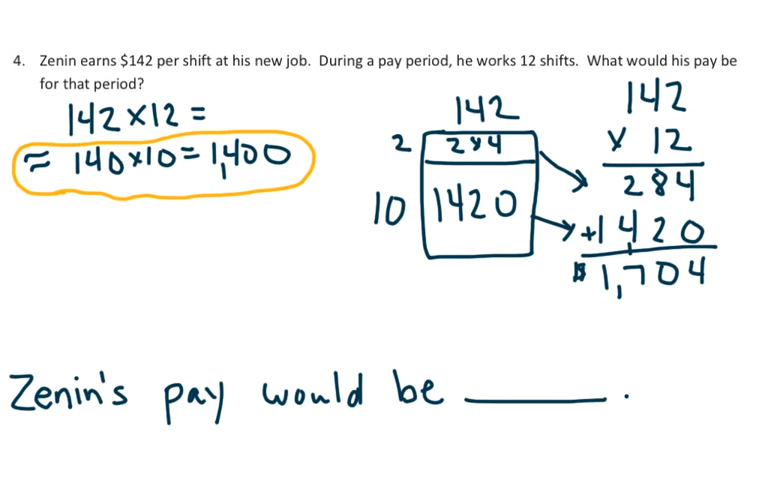 4. Zenin earns $142 per shift at his new job. During a pay period, he works 12 shifts. What would his pay be
for that period?
142 × 12 =
≈ 140 × 10 = 1,400
142
2 284
10 1420
142
× 12
284
+1420
$1,704
Zenin's pay would be ______.